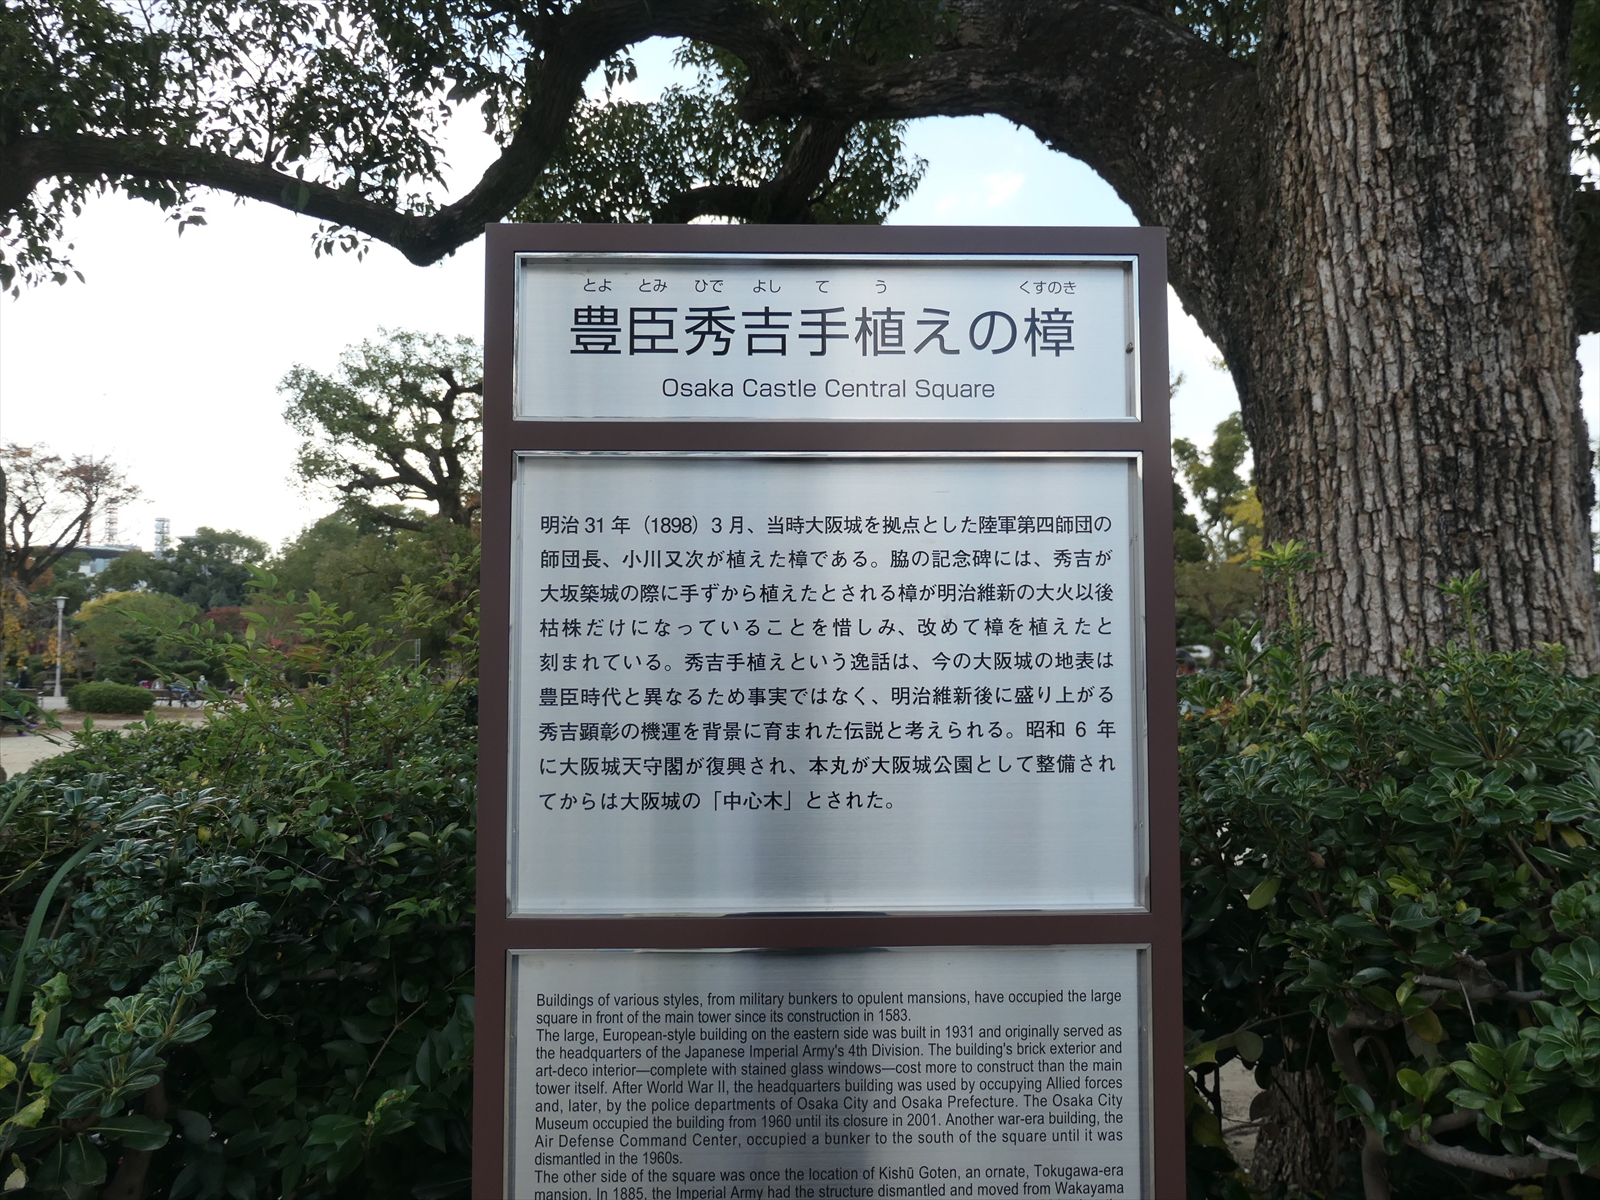 とよ とみ ひで よし て う くすのき
豊臣秀吉手植えの樟
Osaka Castle Central Square
明治 31 年（1898）3 月、当時大阪城を拠点とした陸軍第四師団の
師団長、小川又次が植えた樟である。脇の記念碑には、秀吉が
大坂築城の際に手ずから植えたとされる樟が明治維新の大火以後
枯株だけになっていることを惜しみ、改めて樟を植えたと
刻まれている。秀吉手植えという逸話は、今の大阪城の地表は
豊臣時代と異なるため事実ではなく、明治維新後に盛り上がる
秀吉顕彰の機運を背景に育まれた伝説と考えられる。昭和 6 年
に大阪城天守閣が復興され、本丸が大阪城公園として整備され
てからは大阪城の「中心木」とされた。
Buildings of various styles, from military bunkers to opulent mansions, have occupied the large
square in front of the main tower since its construction in 1583.
The large, European-style building on the eastern side was built in 1931 and originally served as
the headquarters of the Japanese Imperial Army's 4th Division. The building's brick exterior and
art-deco interior—complete with stained glass windows—cost more to construct than the main
tower itself. After World War II, the headquarters building was used by occupying Allied forces
and, later, by the police departments of Osaka City and Osaka Prefecture. The Osaka City
Museum occupied the building from 1960 until its closure in 2001. Another war-era building, the
Air Defense Command Center, occupied a bunker to the south of the square until it was
dismantled in the 1960s.
The other side of the square was once the location of Kishū Goten, an ornate, Tokugawa-era
mansion. In 1885, the Imperial Army had the structure dismantled and moved from Wakayama